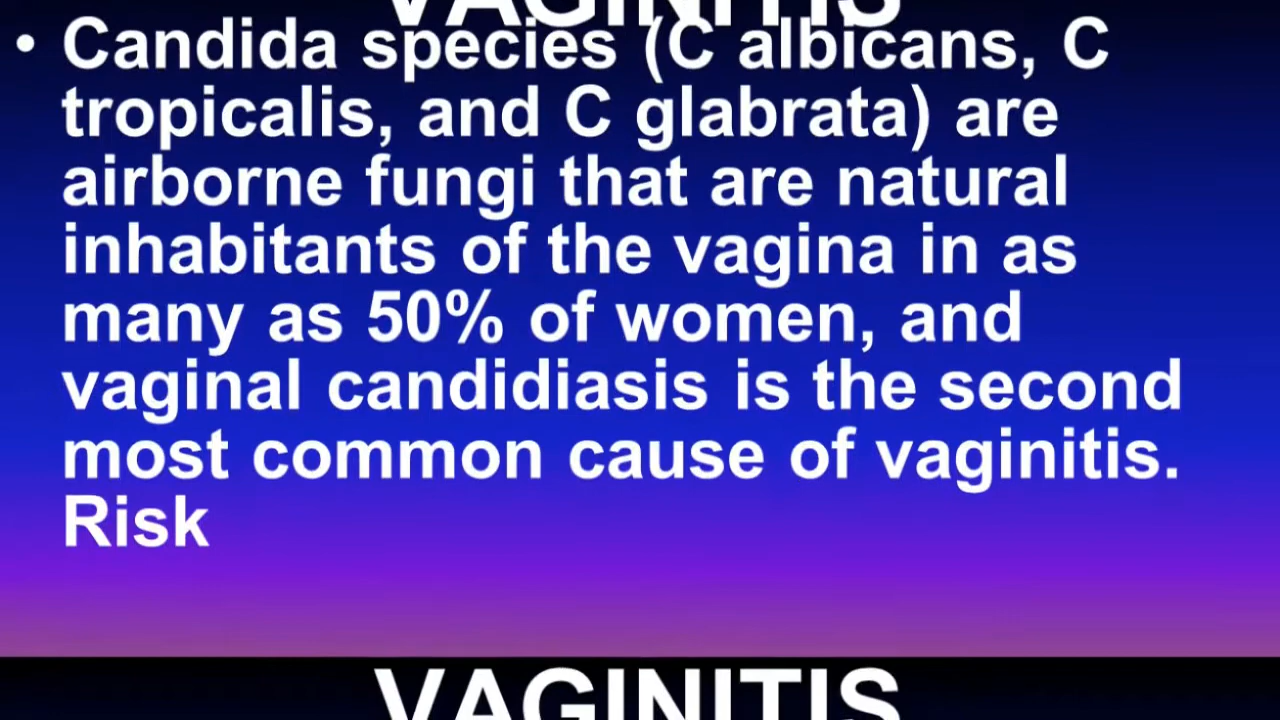 VAGINITIS
• Candida species (C albicans, C
tropicalis, and C glabrata) are
airborne fungi that are natural
inhabitants of the vagina in as
many as 50% of women, and
vaginal candidiasis is the second
most common cause of vaginitis.
Risk
VAGINITIS